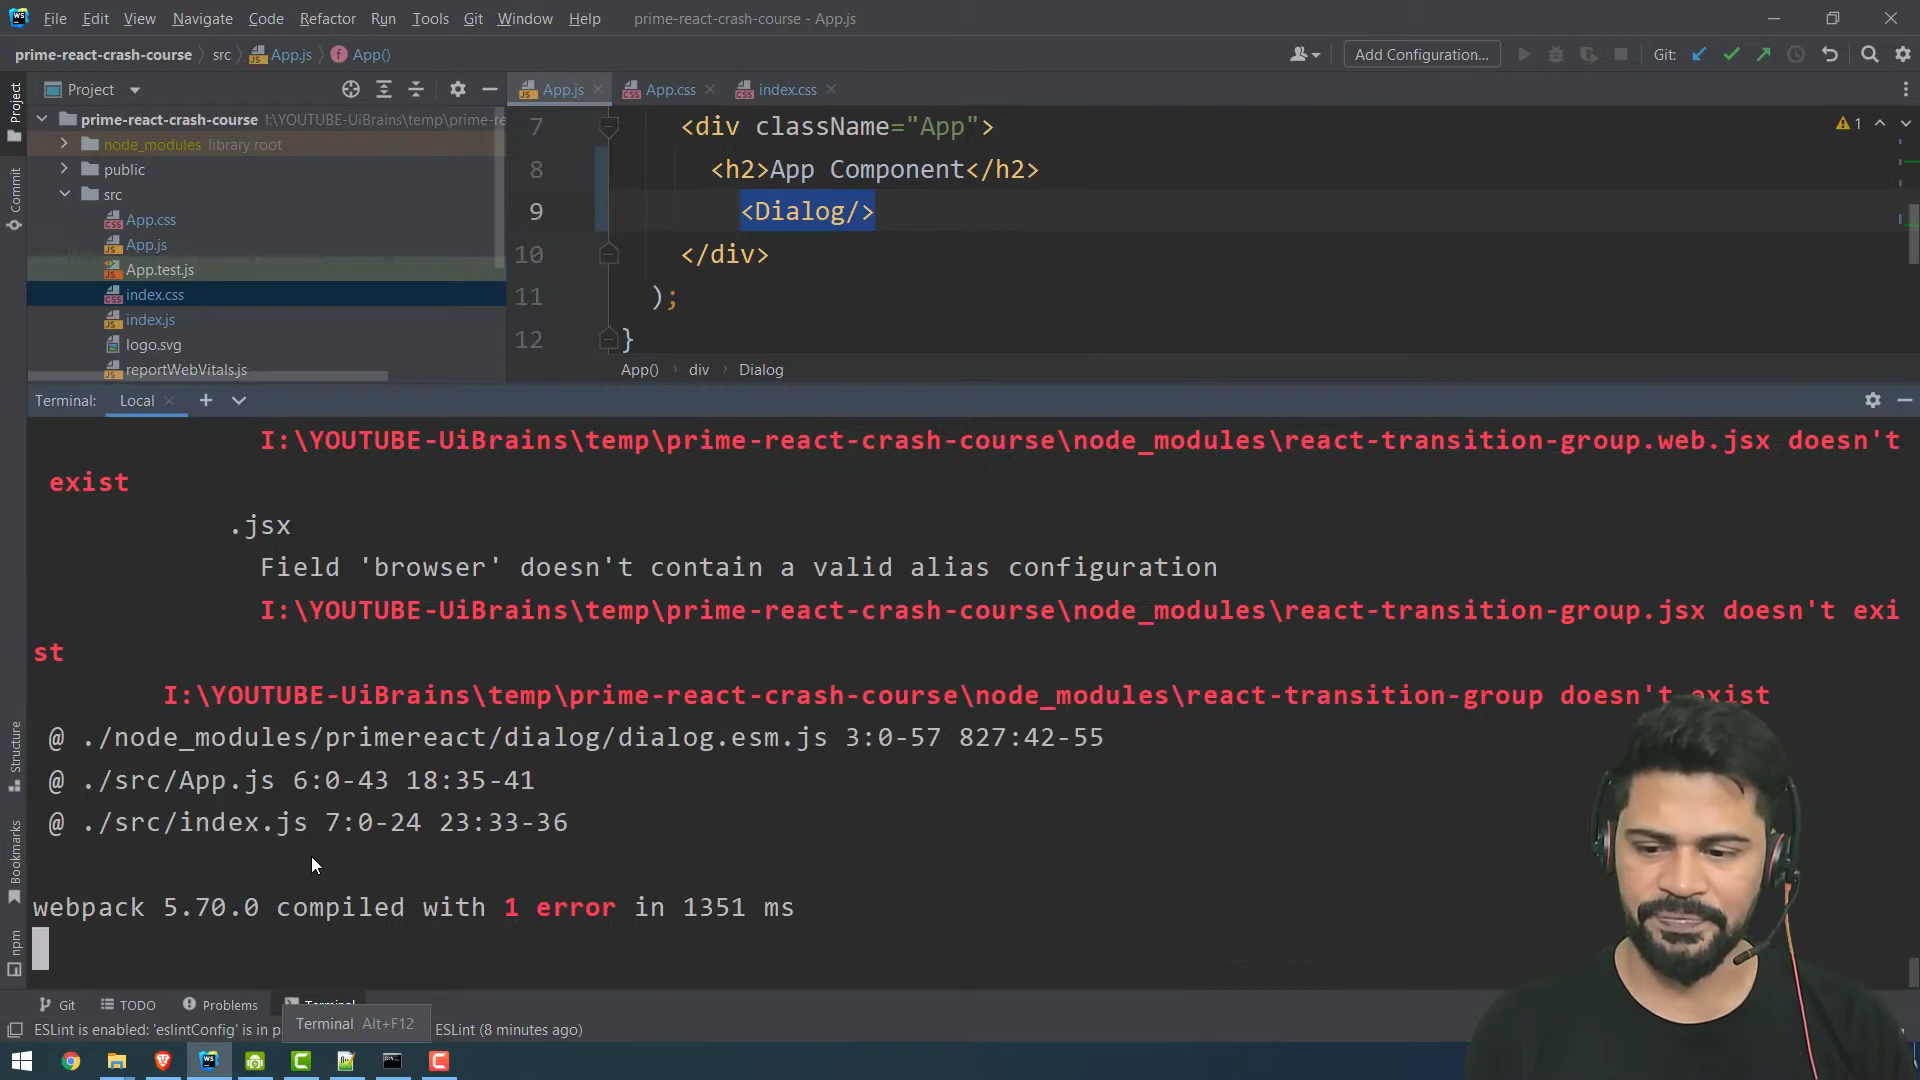 File Edit View Navigate Code Refactor Run Tools Git Window Help prime-react-crash-course - App.js
prime-react-crash-course src App.js App() Add Configuration... Git:
Project App.js App.css index.css
prime-react-crash-course I:\YOUTUBE-UiBrains\temp\prime-re
node_modules library root
public
src
App.css
App.js
App.test.js
index.css
index.js
logo.svg
reportWebVitals.js
Project
Commit
Structure
Bookmarks
npm
7 <div className="App">
8 <h2>App Component</h2>
9 <Dialog/>
10 </div>
11 );
12 }
1
App() div Dialog
Terminal: Local
I:\YOUTUBE-UiBrains\temp\prime-react-crash-course\node_modules\react-transition-group.web.jsx doesn't
exist
.jsx
Field 'browser' doesn't contain a valid alias configuration
I:\YOUTUBE-UiBrains\temp\prime-react-crash-course\node_modules\react-transition-group.jsx doesn't exi
st
I:\YOUTUBE-UiBrains\temp\prime-react-crash-course\node_modules\react-transition-group doesn't exist
@ ./node_modules/primereact/dialog/dialog.esm.js 3:0-57 827:42-55
@ ./src/App.js 6:0-43 18:35-41
@ ./src/index.js 7:0-24 23:33-36
webpack 5.70.0 compiled with 1 error in 1351 ms
Git TODO Problems Terminal
Terminal Alt+F12
ESLint is enabled: 'eslintConfig' is in p ESLint (8 minutes ago)